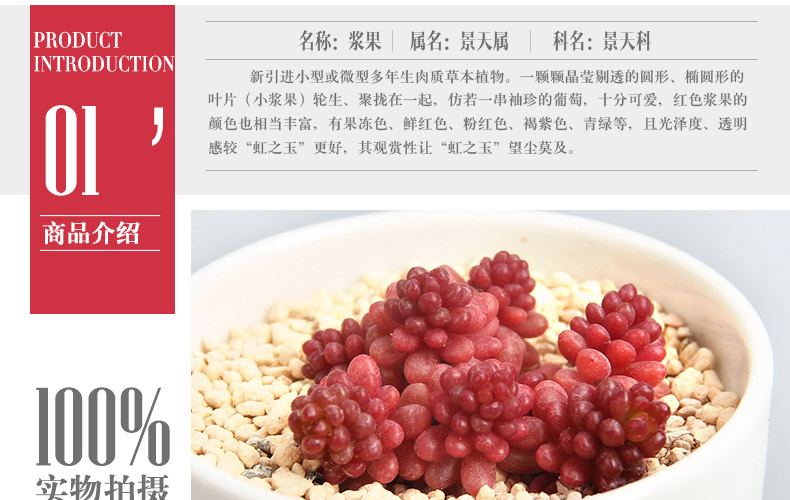 PRODUCT
INTRODUCTION
01’
商品介绍
名称：浆果 属名：景天属 科名：景天科
新引进小型或微型多年生肉质草本植物。一颗颗晶莹剔透的圆形、椭圆形的
叶片（小浆果）轮生、聚拢在一起，仿若一串袖珍的葡萄，十分可爱，红色浆果的
颜色也相当丰富，有果冻色、鲜红色、粉红色、褐紫色、青绿等，且光泽度、透明
感较“虹之玉”更好，其观赏性让“虹之玉”望尘莫及。
100%
实物拍摄